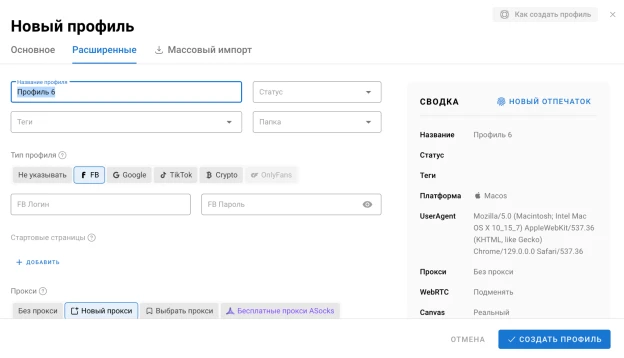 Новый профиль
Как создать профиль
Основное
Расширенные
Массовый импорт
Название профиля
Профиль 6
Статус
Теги
Папка
Тип профиля
Не указывать
FB
Google
TikTok
Crypto
OnlyFans
FB Логин
FB Пароль
Стартовые страницы
+ ДОБАВИТЬ
Прокси
Без прокси
Новый прокси
Выбрать прокси
Бесплатные прокси ASocks
СВОДКА
НОВЫЙ ОТПЕЧАТОК
Название Профиль 6
Статус
Теги
Платформа Macos
UserAgent Mozilla/5.0 (Macintosh; Intel Mac
OS X 10_15_7) AppleWebKit/537.36
(KHTML, like Gecko)
Chrome/129.0.0.0 Safari/537.36
Прокси Без прокси
WebRTC Подменять
Canvas Реальный
ОТМЕНА
СОЗДАТЬ ПРОФИЛЬ